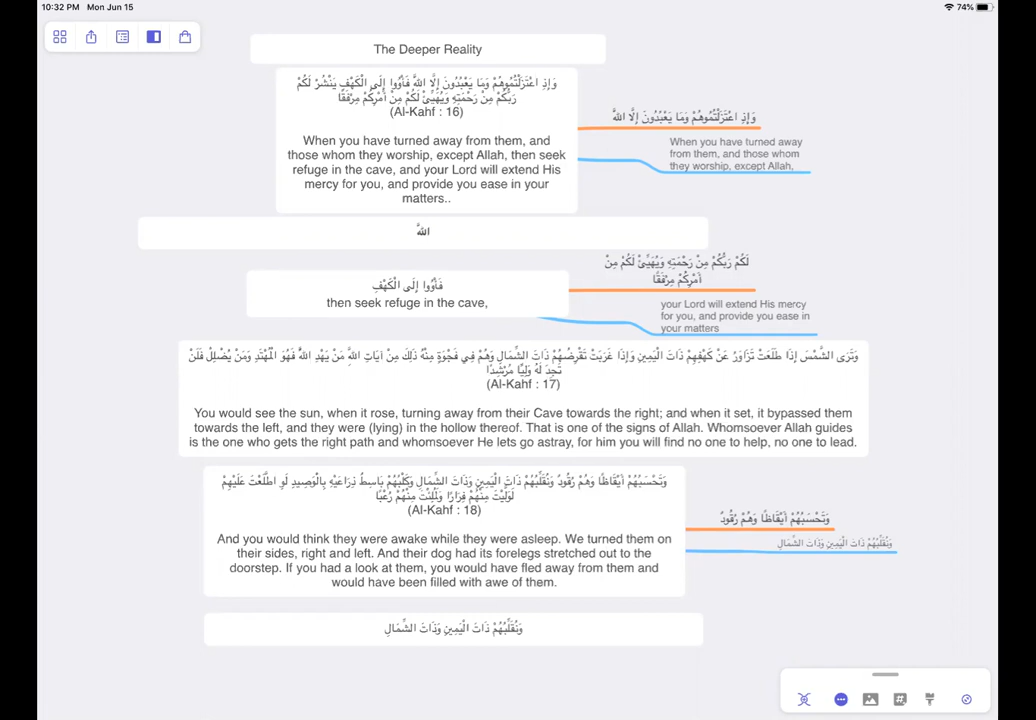 10:32 PM Mon Jun 15
74%
The Deeper Reality
وَإِذِ اعْتَزَلْتُمُوهُمْ وَمَا يَعْبُدُونَ إِلَّا اللَّهَ فَأْوُوا إِلَى الْكَهْفِ يَنْشُرْ لَكُمْ
رَبُّكُمْ مِنْ رَحْمَتِهِ وَيُهَيِّئْ لَكُمْ مِنْ أَمْرِكُمْ مِرْفَقًا
(Al-Kahf : 16)
When you have turned away from them, and
those whom they worship, except Allah, then seek
refuge in the cave, and your Lord will extend His
mercy for you, and provide you ease in your
matters..
وَإِذِ اعْتَزَلْتُمُوهُمْ وَمَا يَعْبُدُونَ إِلَّا اللَّهَ
When you have turned away
from them, and those whom
they worship, except Allah,
اللَّهَ
فَأْوُوا إِلَى الْكَهْفِ
then seek refuge in the cave,
لَكُمْ رَبُّكُمْ مِنْ رَحْمَتِهِ وَيُهَيِّئْ لَكُمْ مِنْ
أَمْرِكُمْ مِرْفَقًا
your Lord will extend His mercy
for you, and provide you ease in
your matters
وَتَرَى الشَّمْسَ إِذَا طَلَعَتْ تَزَاوَرُ عَنْ كَهْفِهِمْ ذَاتَ الْيَمِينِ وَإِذَا غَرَبَتْ تَقْرِضُهُمْ ذَاتَ الشِّمَالِ وَهُمْ فِي فَجْوَةٍ مِنْهُ ذَلِكَ مِنْ آيَاتِ اللَّهِ مَنْ يَهْدِ اللَّهُ فَهُوَ الْمُهْتَدِ وَمَنْ يُضْلِلْ فَلَنْ
تَجِدَ لَهُ وَلِيًّا مُرْشِدًا
(Al-Kahf : 17)
You would see the sun, when it rose, turning away from their Cave towards the right; and when it set, it bypassed them
towards the left, and they were (lying) in the hollow thereof. That is one of the signs of Allah. Whomsoever Allah guides
is the one who gets the right path and whomsoever He lets go astray, for him you will find no one to help, no one to lead.
وَتَحْسَبُهُمْ أَيْقَاظًا وَهُمْ رُقُودٌ وَنُقَلِّبُهُمْ ذَاتَ الْيَمِينِ وَذَاتَ الشِّمَالِ وَكَلْبُهُمْ بَاسِطٌ ذِرَاعَيْهِ بِالْوَصِيدِ لَوِ اطَّلَعْتَ عَلَيْهِمْ
لَوَلَّيْتَ مِنْهُمْ فِرَارًا وَلَمُلِئْتَ مِنْهُمْ رُعْبًا
(Al-Kahf : 18)
And you would think they were awake while they were asleep. We turned them on
their sides, right and left. And their dog had its forelegs stretched out to the
doorstep. If you had a look at them, you would have fled away from them and
would have been filled with awe of them.
وَتَحْسَبُهُمْ أَيْقَاظًا وَهُمْ رُقُودٌ
وَنُقَلِّبُهُمْ ذَاتَ الْيَمِينِ وَذَاتَ الشِّمَالِ
وَنُقَلِّبُهُمْ ذَاتَ الْيَمِينِ وَذَاتَ الشِّمَالِ